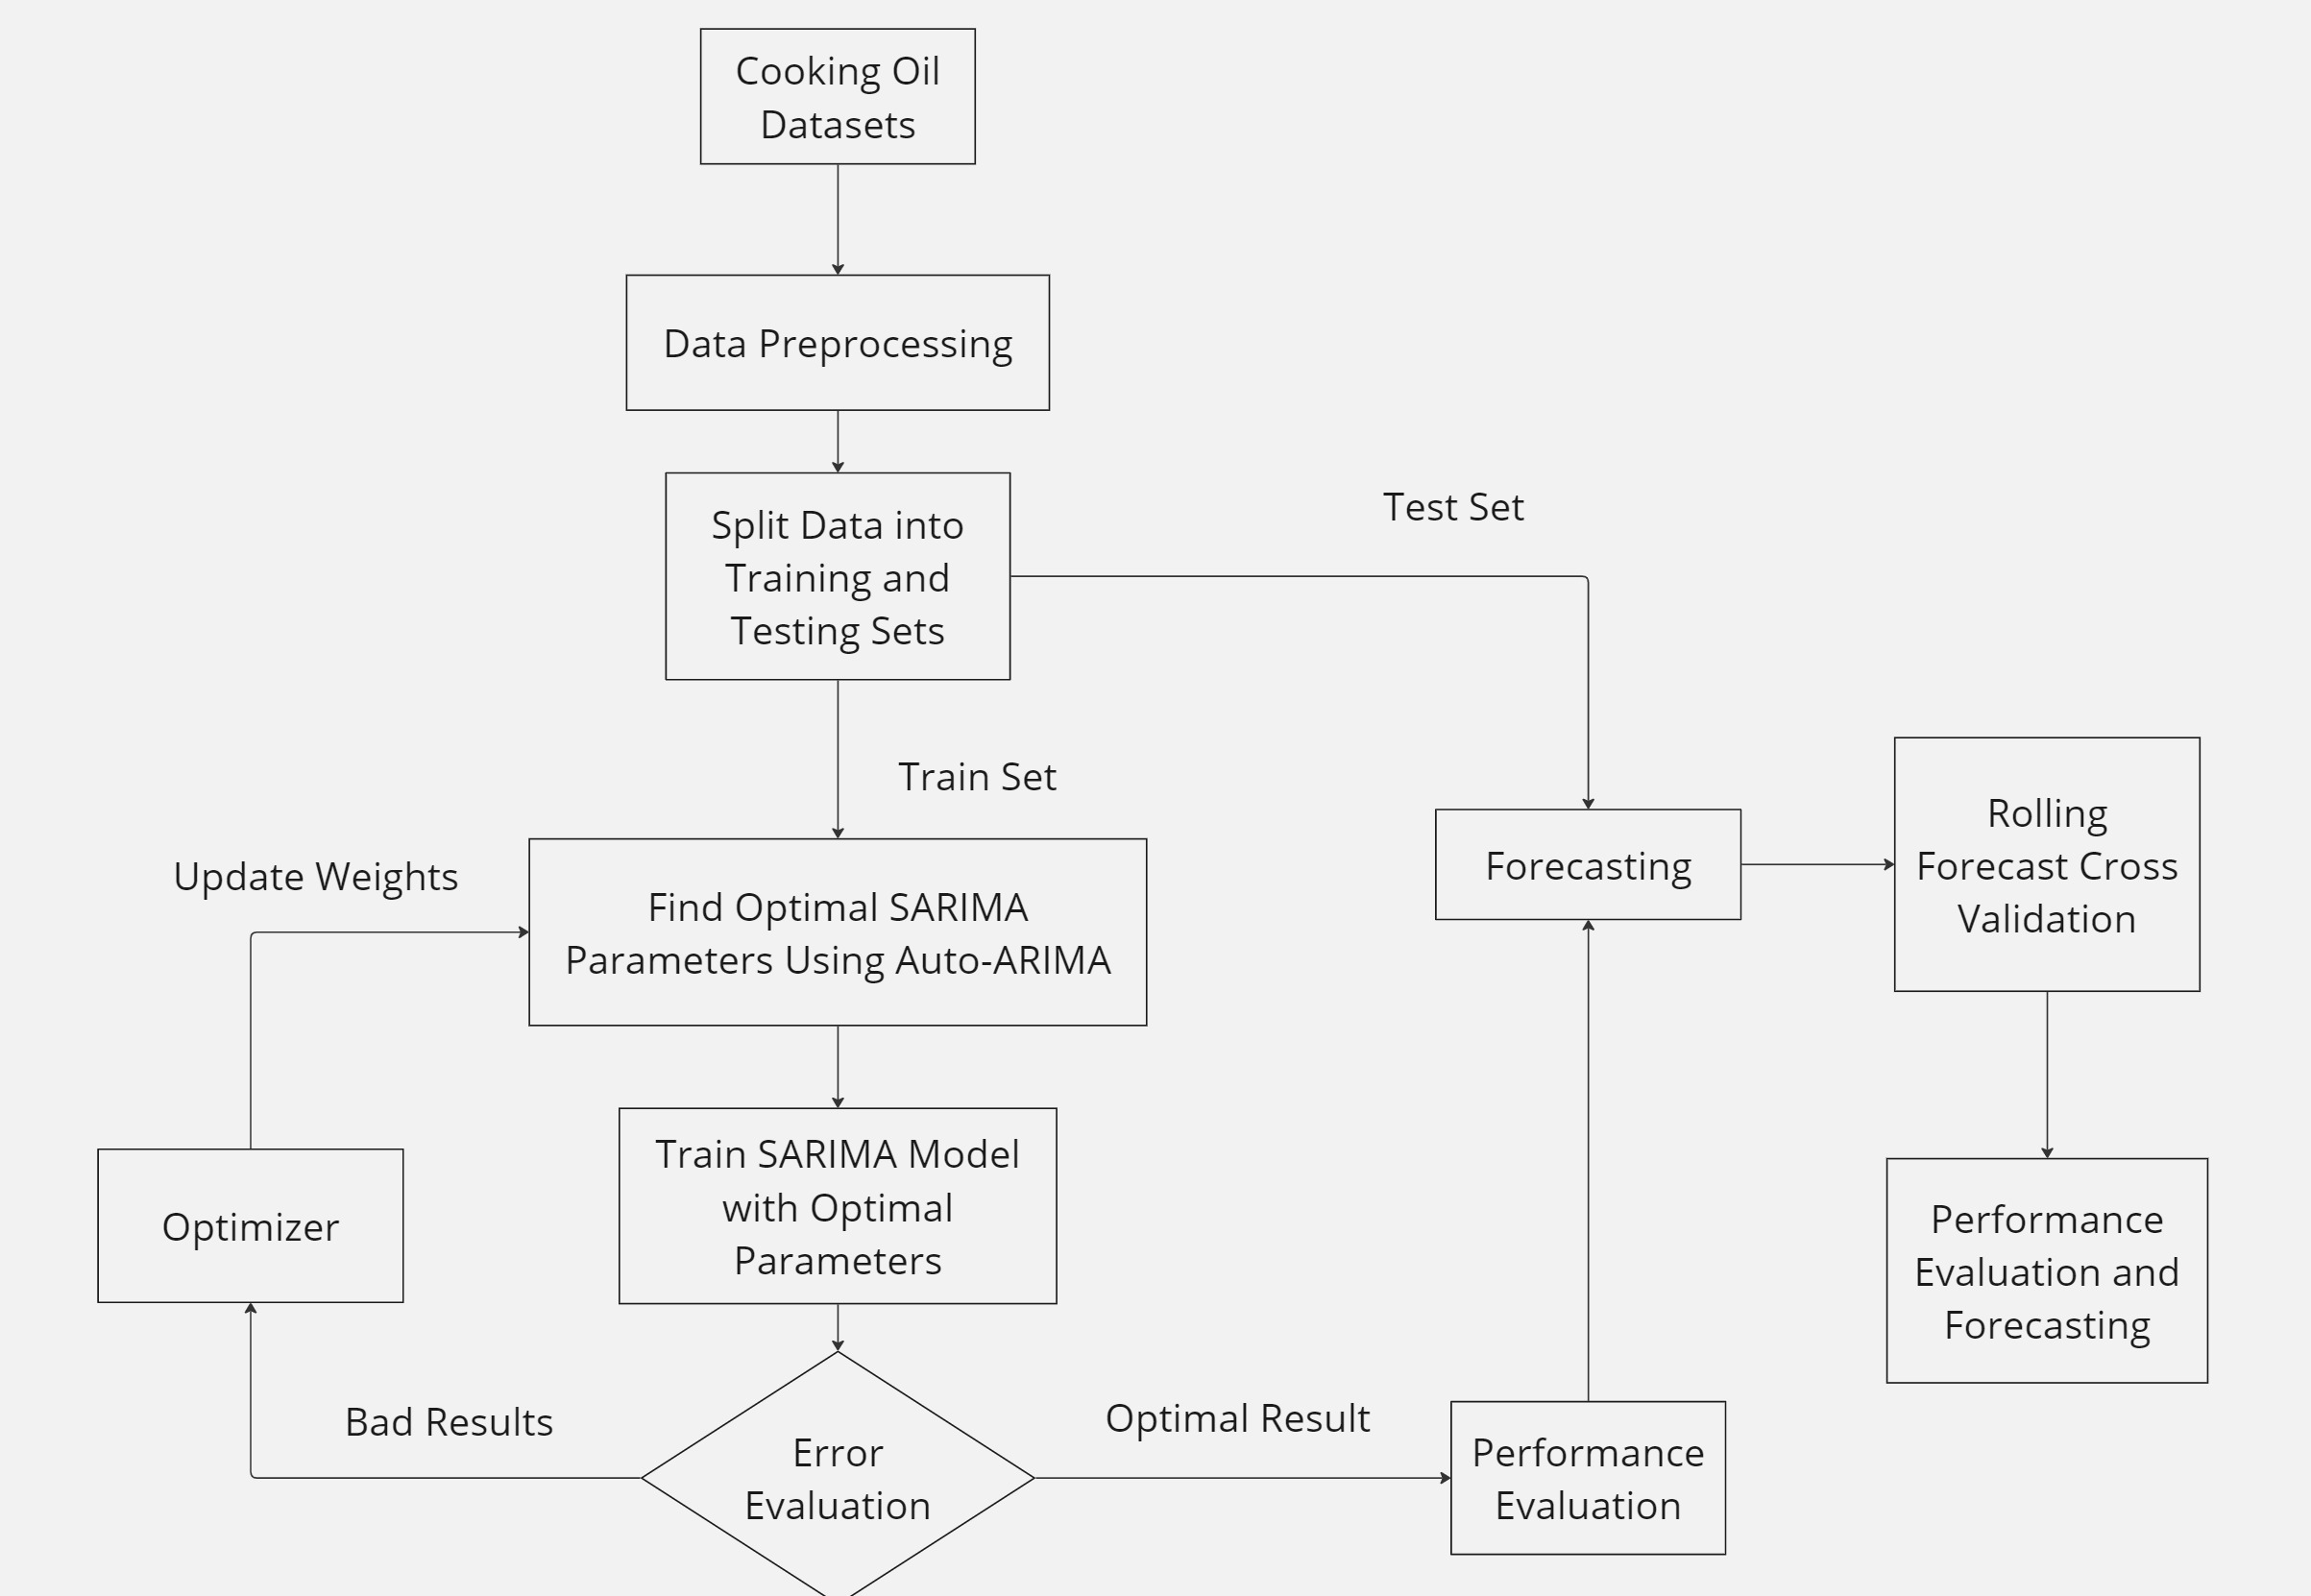 Cooking Oil
Datasets
Data Preprocessing
Split Data into
Training and
Testing Sets
Test Set
Train Set
Update Weights
Find Optimal SARIMA
Parameters Using Auto-ARIMA
Forecasting
Rolling
Forecast Cross
Validation
Optimizer
Train SARIMA Model
with Optimal
Parameters
Performance
Evaluation and
Forecasting
Bad Results
Error
Evaluation
Optimal Result
Performance
Evaluation